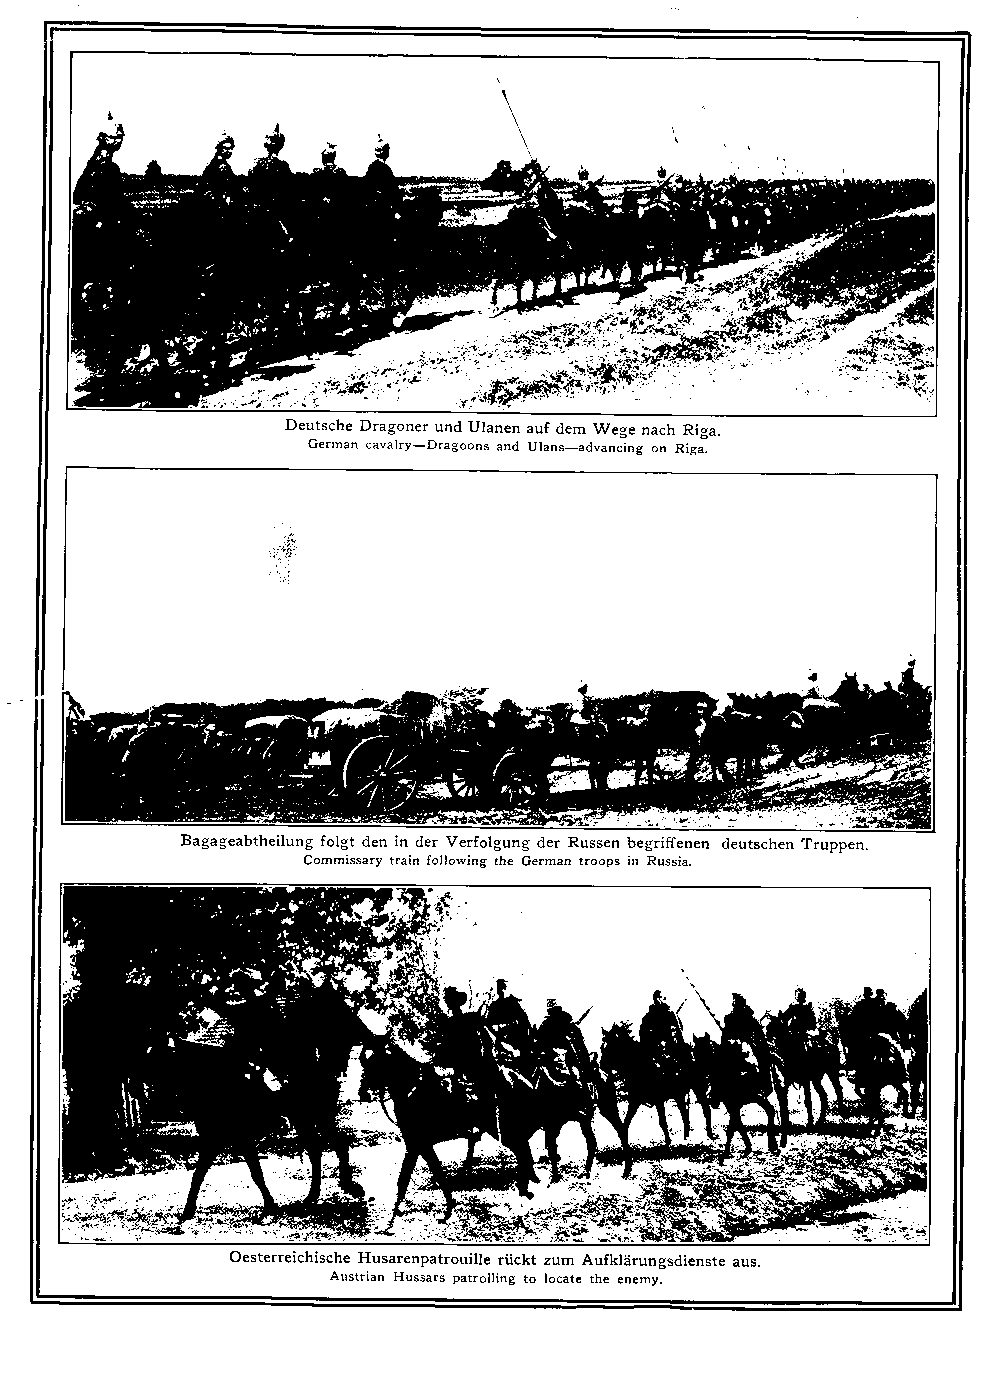 Deutsche Dragoner und Ulanen auf dem Wege nach Riga.
German cavalry—Dragoons and Ulans—advancing on Riga.
Bagageabtheilung folgt den in der Verfolgung der Russen begriffenen deutschen Truppen.
Commissary train following the German troops in Russia.
Oesterreichische Husarenpatrouille rückt zum Aufklärungsdienste aus.
Austrian Hussars patrolling to locate the enemy.